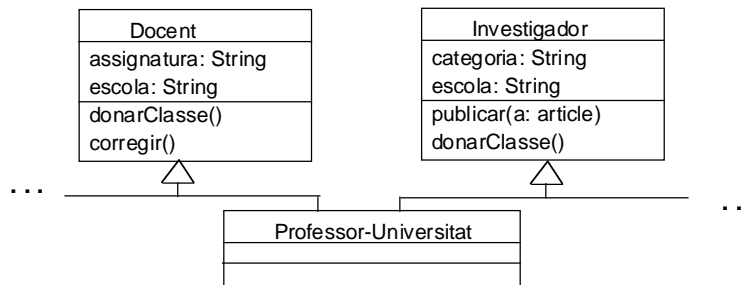 Docent
assignatura: String
escola: String
donarClasse()
corregir()
Investigador
categoria: String
escola: String
publicar(a: article)
donarClasse()
...
..
Professor-Universitat